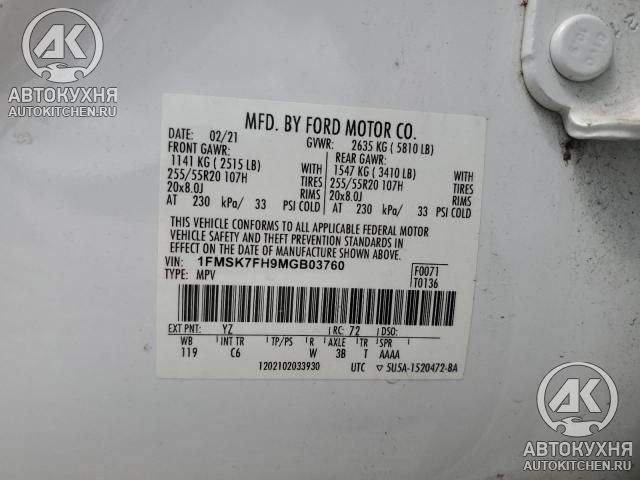 AK
АВТОКУХНЯ
AUTOKITCHEN.RU
MFD. BY FORD MOTOR CO.
DATE: 02/21 GVWR: 2635 KG ( 5810 LB)
FRONT GAWR: REAR GAWR:
1141 KG ( 2515 LB) WITH 1547 KG ( 3410 LB) WITH
255/55R20 107H TIRES 255/55R20 107H TIRES
20x8.0J RIMS 20x8.0J RIMS
AT 230 kPa/ 33 PSI COLD AT 230 kPa/ 33 PSI COLD
THIS VEHICLE CONFORMS TO ALL APPLICABLE FEDERAL MOTOR
VEHICLE SAFETY AND THEFT PREVENTION STANDARDS IN
EFFECT ON THE DATE OF MANUFACTURE SHOWN ABOVE.
VIN: 1FMSK7FH9MGB03760 F0071
TYPE: MPV T0136
EXT PNT: YZ RC: 72 DSO:
WB INT TR TP/PS R AXLE TR SPR
119 C6 W 3B T AAAA
1202102033930 UTC ▽ 5U5A-1520472-BA
AK
АВТОКУХНЯ
AUTOKITCHEN.RU
AK
АВТОКУХНЯ
AUTOKITCHEN.RU